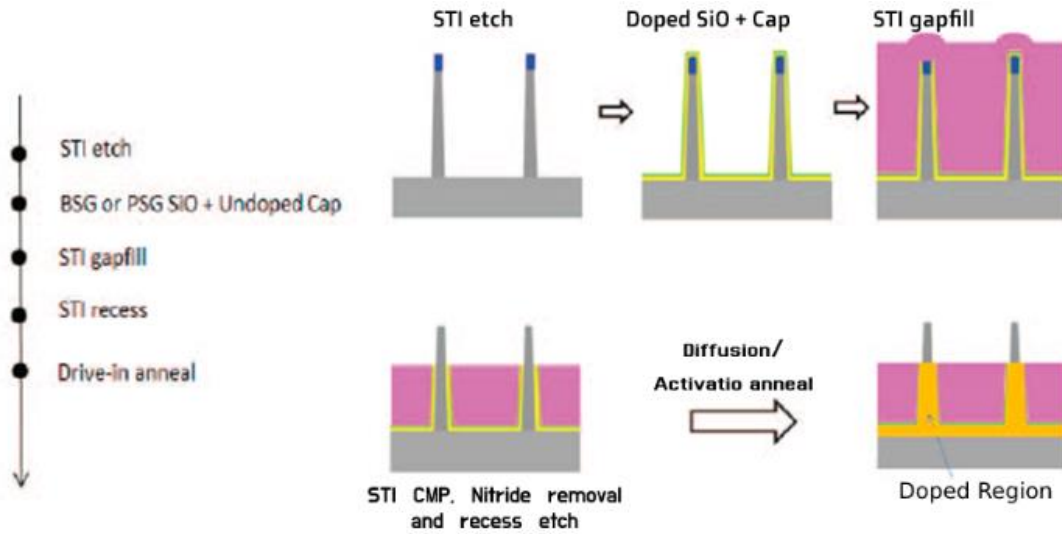 STI etch
Doped SiO + Cap
STI gapfill
STI etch
BSG or PSG SiO + Undoped Cap
STI gapfill
STI recess
Drive-in anneal
Diffusion/
Activatio anneal
Doped Region
STI CMP. Nitride removal
and recess etch